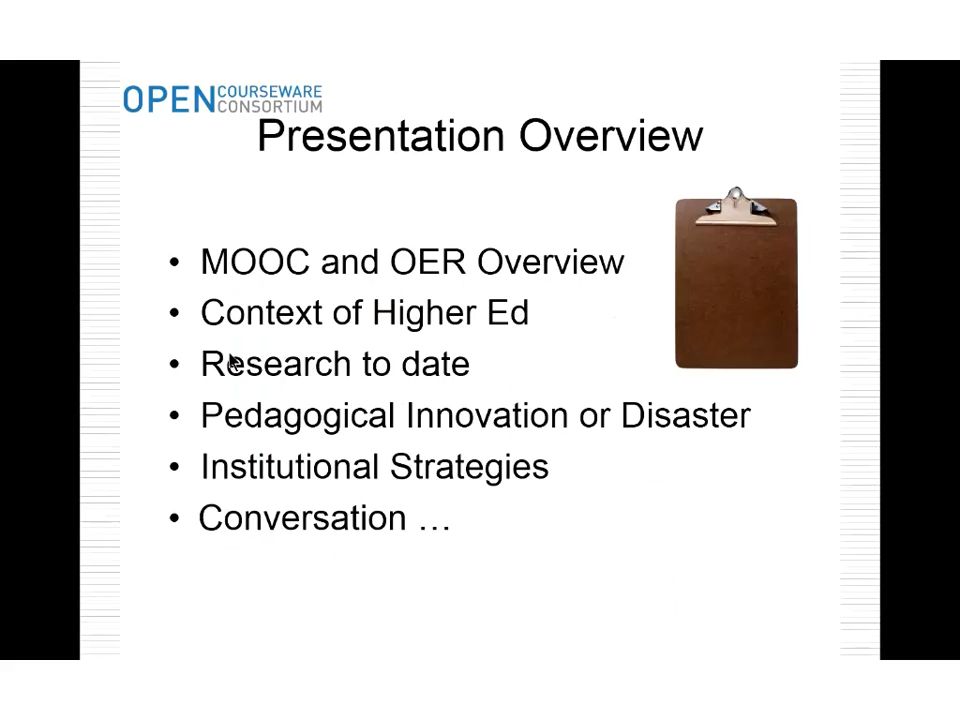 OPEN COURSEWARE CONSORTIUM
Presentation Overview
• MOOC and OER Overview
• Context of Higher Ed
• Research to date
• Pedagogical Innovation or Disaster
• Institutional Strategies
• Conversation …